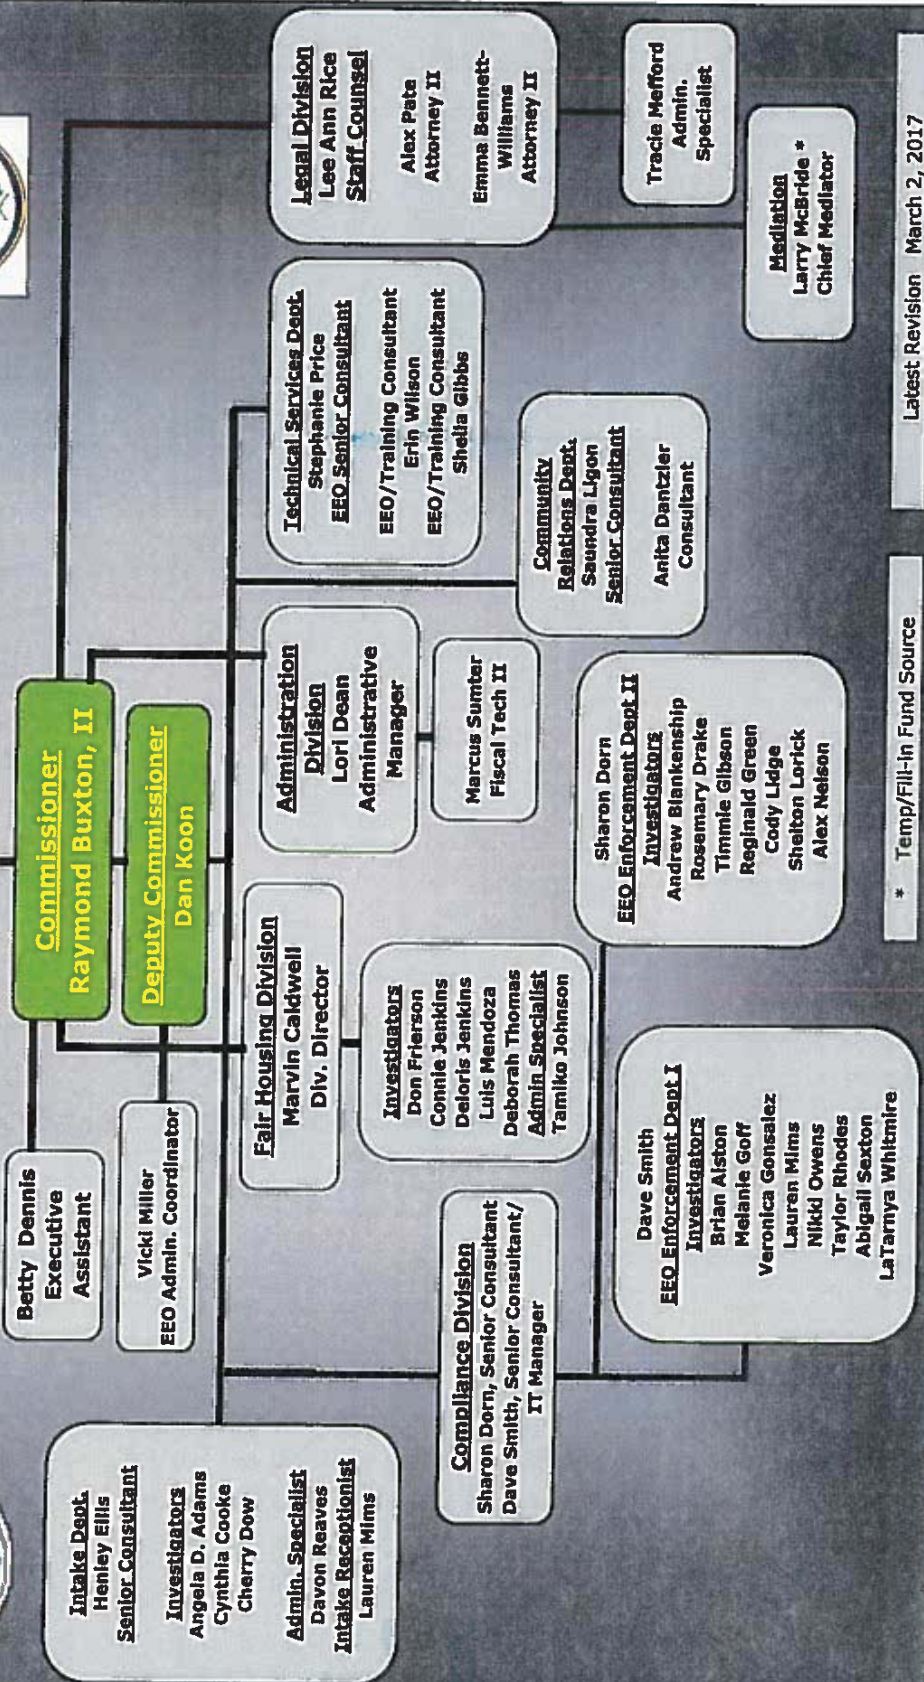 Commissioner
Raymond Buxton, II
Deputy Commissioner
Dan Koon
Betty Dennis
Executive
Assistant
Vicki Miller
EEO Admin. Coordinator
Intake Dept.
Henley Ellis
Senior Consultant
Investigators
Angela D. Adams
Cynthia Cooke
Cherry Dow
Admin. Specialist
Davon Reaves
Intake Receptionist
Lauren Mims
Fair Housing Division
Marvin Caldwell
Div. Director
Investigators
Don Frierson
Connie Jenkins
Deloris Jenkins
Luis Mendoza
Deborah Thomas
Admin Specialist
Tamiko Johnson
Administration
Division
Lori Dean
Administrative
Manager
Marcus Sumter
Fiscal Tech II
Technical Services Dept.
Stephanie Price
EEO Senior Consultant
EEO/Training Consultant
Erin Wilson
EEO/Training Consultant
Shelia Gibbs
Legal Division
Lee Ann Rice
Staff Counsel
Alex Pate
Attorney II
Emma Bennett-
Williams
Attorney II
Compliance Division
Sharon Dorn, Senior Consultant
Dave Smith, Senior Consultant/
IT Manager
Community
Relations Dept.
Saundra Ligon
Senior Consultant
Anita Dantzler
Consultant
Tracie Mefford
Admin.
Specialist
Dave Smith
EEO Enforcement Dept I
Investigators
Brian Alston
Melanie Goff
Veronica Gonsalez
Lauren Mims
Nikki Owens
Taylor Rhodes
Abigail Sexton
LaTarnya Whitmire
Sharon Dorn
EEO Enforcement Dept II
Investigators
Andrew Blankenship
Rosemary Drake
Timmie Gibson
Reginald Green
Cody Lidge
Shelton Lorick
Alex Nelson
Mediation
Larry McBride *
Chief Mediator
* Temp/Fill-in Fund Source
Latest Revision March 2, 2017